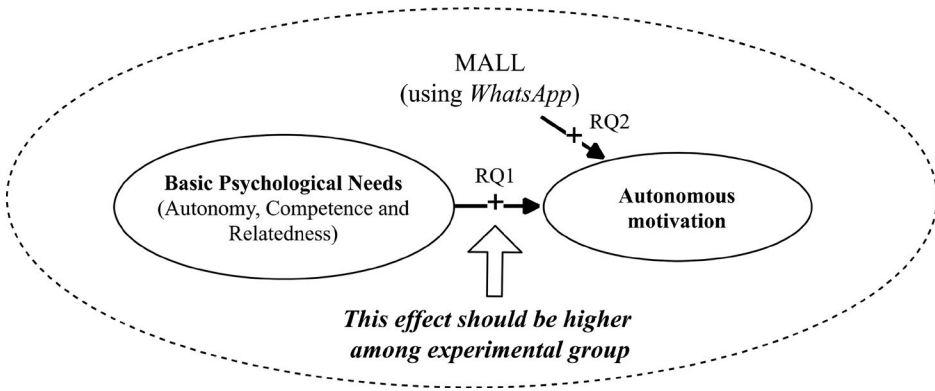 MALL
(using WhatsApp)
+
RQ2
RQ1
+
Basic Psychological Needs
(Autonomy, Competence and
Relatedness)
Autonomous
motivation
This effect should be higher
among experimental group